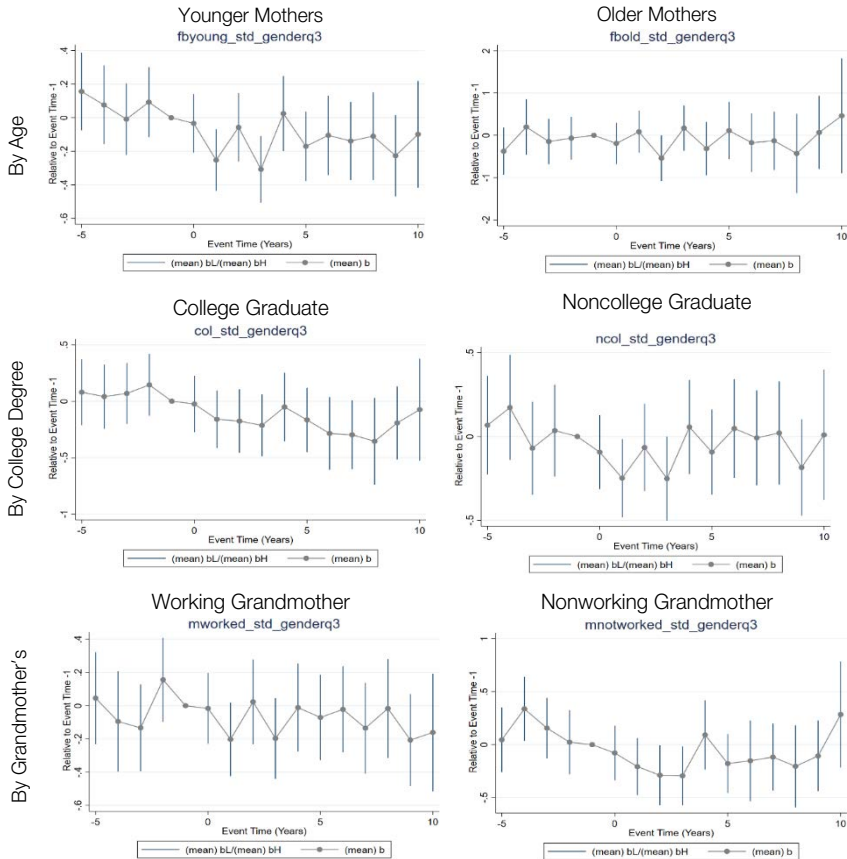 Younger Mothers
fbyoung_std_genderq3
By Age
Relative to Event Time -1
.4
.2
0
-.2
-.4
-.6
-5
0
5
10
Event Time (Years)
(mean) bL/(mean) bH
(mean) b
Older Mothers
fbold_std_genderq3
Relative to Event Time -1
2
1
0
-1
-2
-5
0
5
10
Event Time (Years)
(mean) bL/(mean) bH
(mean) b
College Graduate
col_std_genderq3
By College Degree
Relative to Event Time -1
.5
0
-.5
-1
-5
0
5
10
Event Time (Years)
(mean) bL/(mean) bH
(mean) b
Noncollege Graduate
ncol_std_genderq3
Relative to Event Time -1
.5
0
-.5
-5
0
5
10
Event Time (Years)
(mean) bL/(mean) bH
(mean) b
Working Grandmother
mworked_std_genderq3
By Grandmother's
Relative to Event Time -1
.4
.2
0
-.2
-.4
-.6
-5
0
5
10
Event Time (Years)
(mean) bL/(mean) bH
(mean) b
Nonworking Grandmother
mnotworked_std_genderq3
Relative to Event Time -1
1
.5
0
-.5
-5
0
5
10
Event Time (Years)
(mean) bL/(mean) bH
(mean) b